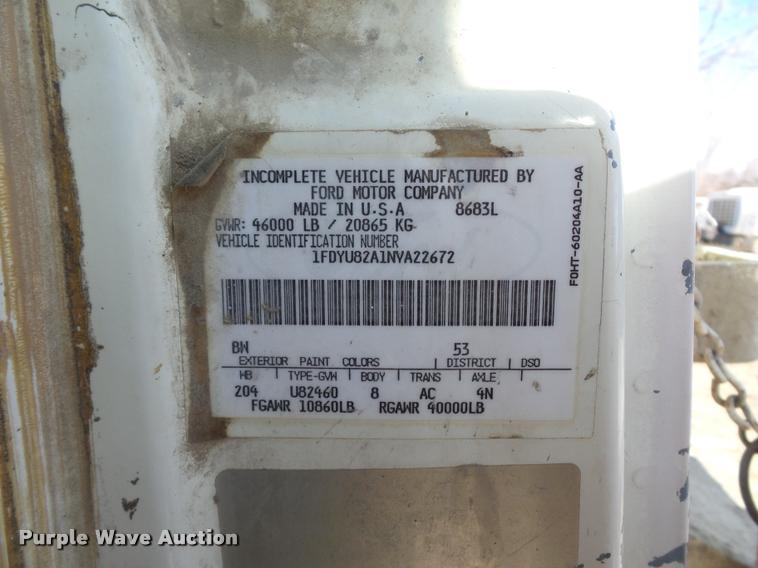 INCOMPLETE VEHICLE MANUFACTURED BY
FORD MOTOR COMPANY
MADE IN U.S.A 8683L
GVWR: 46000 LB / 20865 KG
VEHICLE IDENTIFICATION NUMBER
1FDYU82A1NVA22672
F0HT-60204A10-AA
BW 53
EXTERIOR PAINT COLORS | DISTRICT | DSO
WB | TYPE-GVW | BODY | TRANS | AXLE
204 U82460 8 AC 4N
FGAWR 10860LB RGAWR 40000LB
Purple Wave Auction